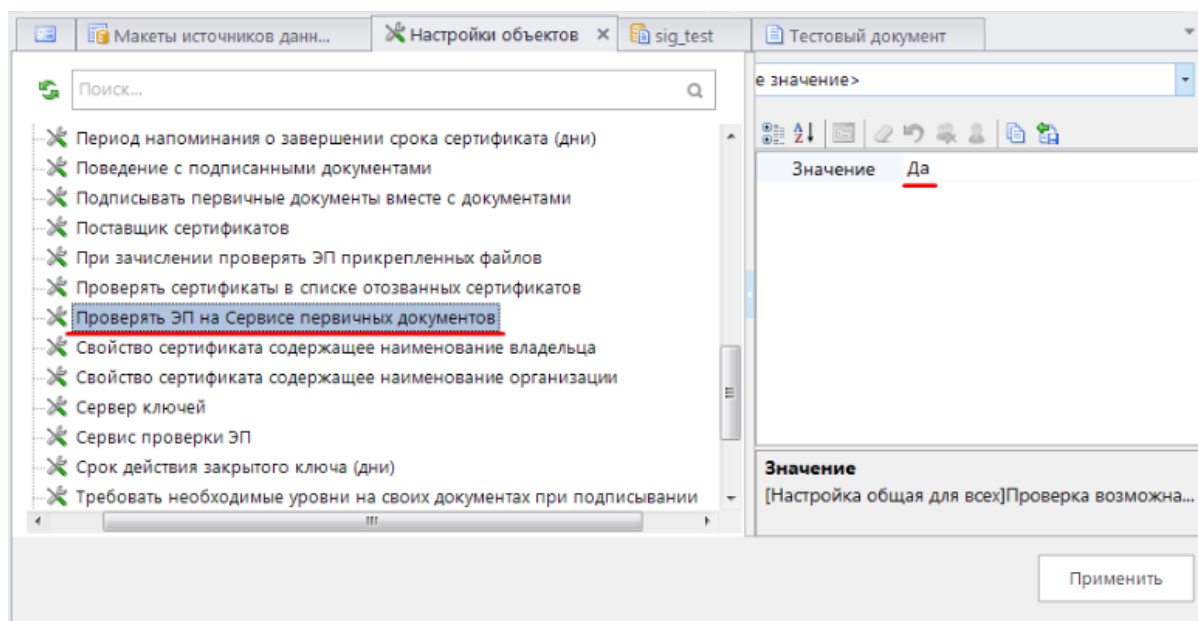 Макеты источников данн...
Настройки объектов
sig_test
Тестовый документ
Поиск...
е значение>
Период напоминания о завершении срока сертификата (дни)
Поведение с подписанными документами
Подписывать первичные документы вместе с документами
Поставщик сертификатов
При зачислении проверять ЭП прикрепленных файлов
Проверять сертификаты в списке отозванных сертификатов
Проверять ЭП на Сервисе первичных документов
Свойство сертификата содержащее наименование владельца
Свойство сертификата содержащее наименование организации
Сервер ключей
Сервис проверки ЭП
Срок действия закрытого ключа (дни)
Требовать необходимые уровни на своих документах при подписывании
Значение Да
Значение
[Настройка общая для всех]Проверка возможна...
Применить